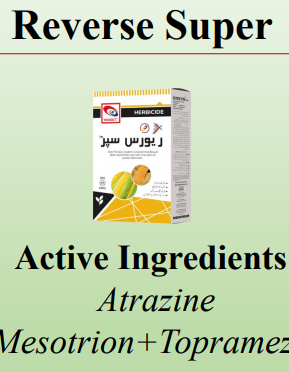 Reverse Super
HERBICIDE
ریورس سپر
Active Ingredients
Atrazine
Mesotrion+Topramez